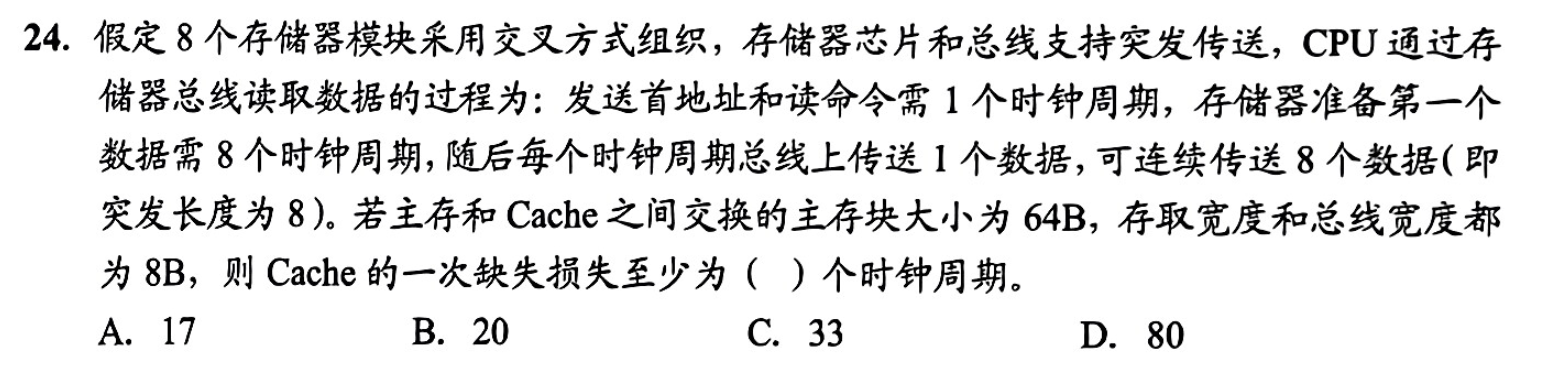 24. 假定 8 个存储器模块采用交叉方式组织，存储器芯片和总线支持突发传送，CPU 通过存
储器总线读取数据的过程为：发送首地址和读命令需 1 个时钟周期，存储器准备第一个
数据需 8 个时钟周期，随后每个时钟周期总线上传送 1 个数据，可连续传送 8 个数据（即
突发长度为 8）。若主存和 Cache 之间交换的主存块大小为 64B，存取宽度和总线宽度都
为 8B，则 Cache 的一次缺失损失至少为（　）个时钟周期。
A. 17 B. 20 C. 33 D. 80